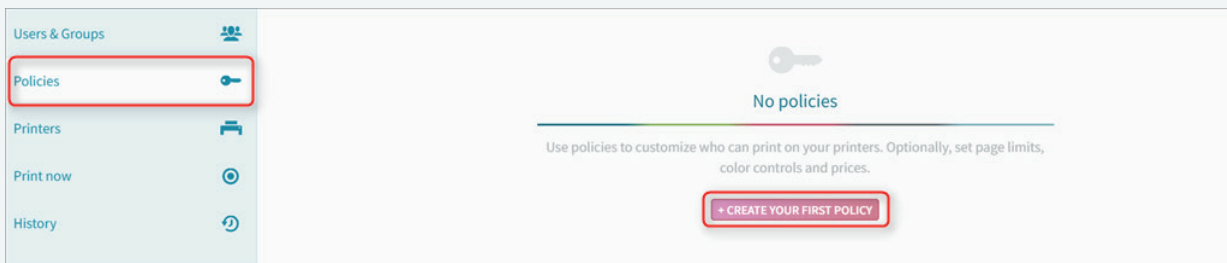 Users & Groups
Policies
Printers
Print now
History
No policies
Use policies to customize who can print on your printers. Optionally, set page limits,
color controls and prices.
+ CREATE YOUR FIRST POLICY